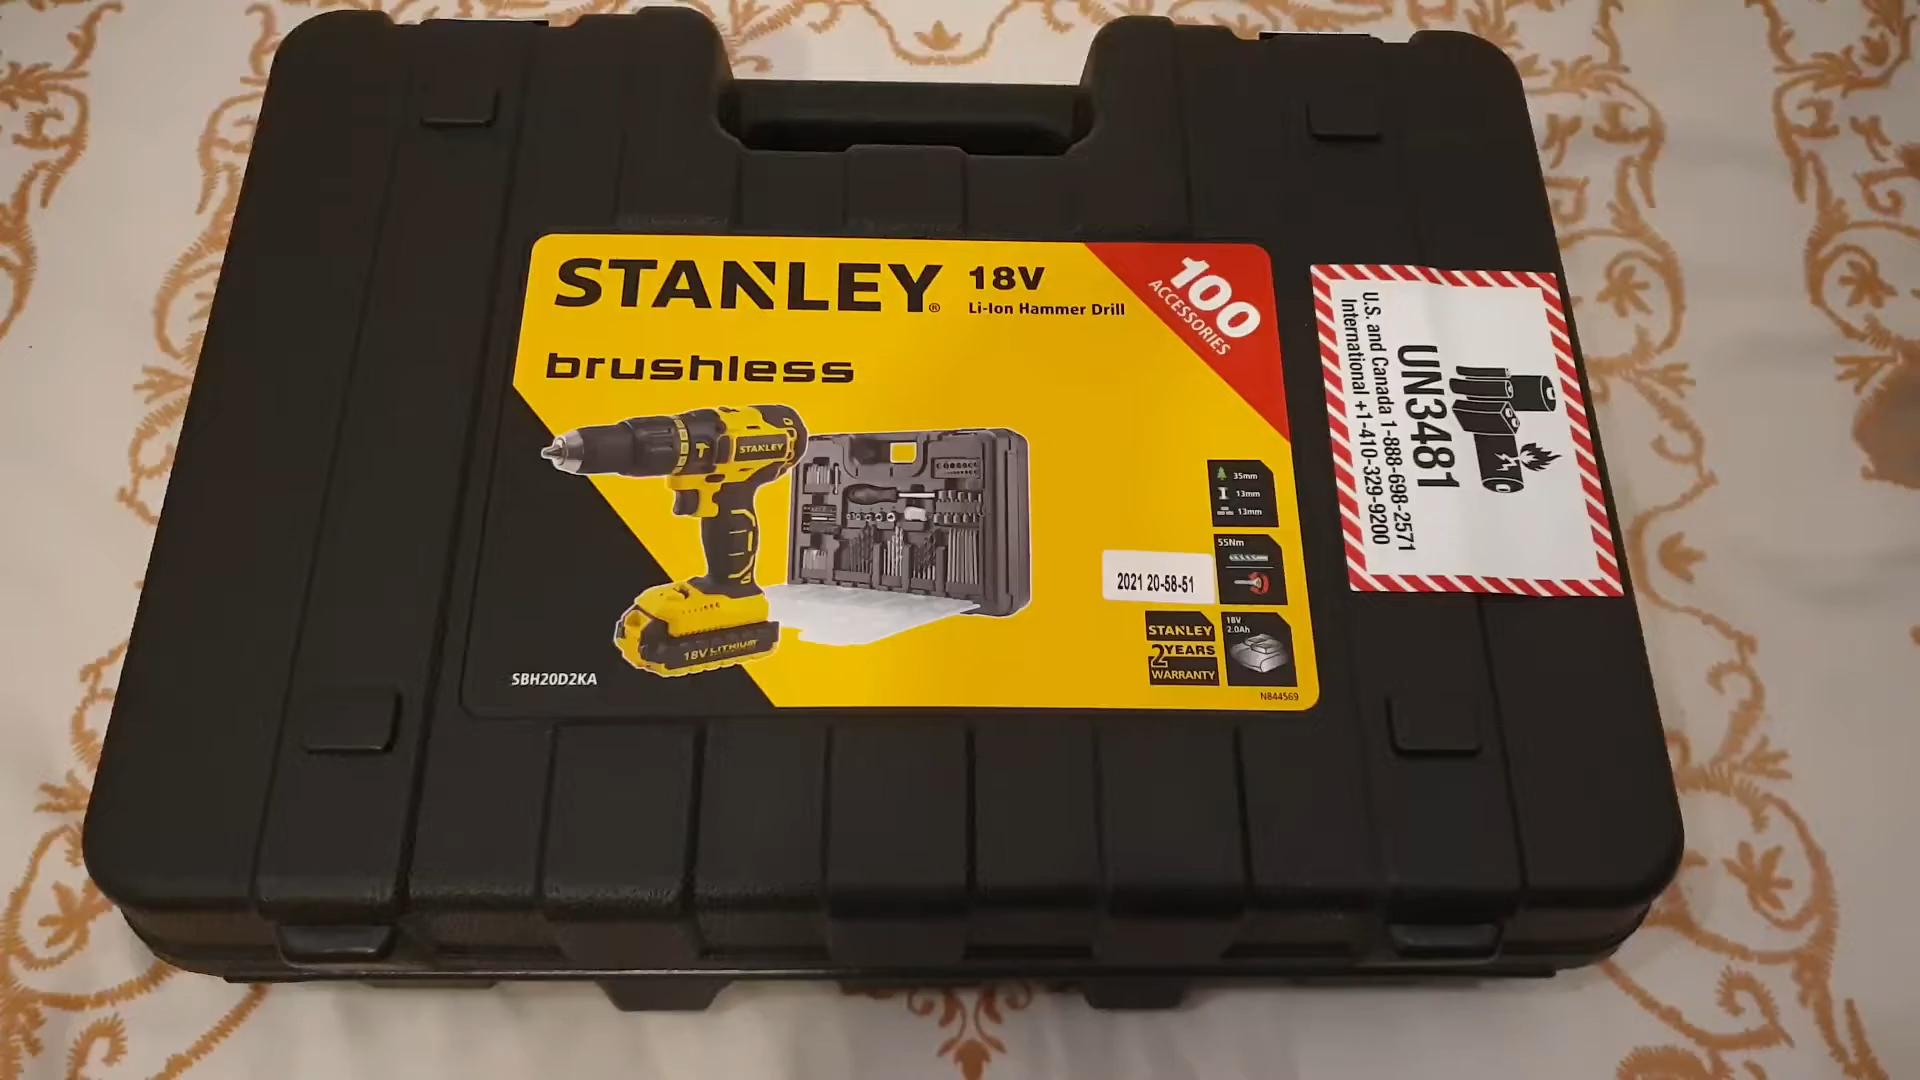 STANLEY®
18V
Li-Ion Hammer Drill
100
ACCESSORIES
brushless
STANLEY
18V LITHIUM
SBH20D2KA
35mm
13mm
13mm
55Nm
2021 20-58-51
STANLEY
2 YEARS
WARRANTY
18V
2.0Ah
N844569
UN3481
U.S. and Canada 1-888-698-2571
International +1-410-329-9200